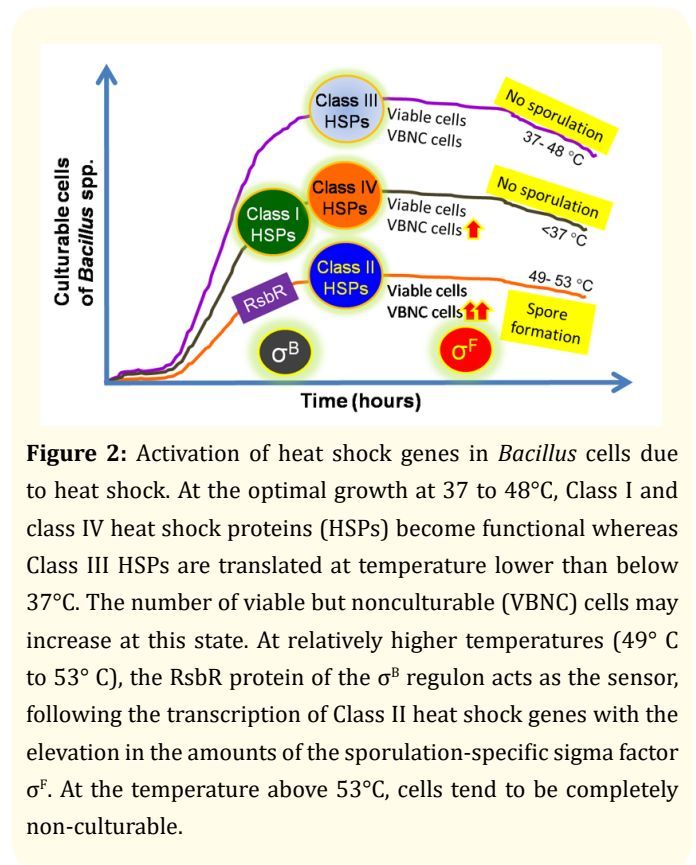 Culturable cells
of Bacillus spp.
Class III
HSPs
Viable cells
VBNC cells
No sporulation
37- 48 °C
Class I
HSPs
Class IV
HSPs
Viable cells
VBNC cells
No sporulation
<37 °C
RsbR
Class II
HSPs
Viable cells
VBNC cells
49- 53 °C
Spore
formation
σB
σF
Time (hours)
Figure 2: Activation of heat shock genes in Bacillus cells due
to heat shock. At the optimal growth at 37 to 48°C, Class I and
class IV heat shock proteins (HSPs) become functional whereas
Class III HSPs are translated at temperature lower than below
37°C. The number of viable but nonculturable (VBNC) cells may
increase at this state. At relatively higher temperatures (49° C
to 53° C), the RsbR protein of the σB regulon acts as the sensor,
following the transcription of Class II heat shock genes with the
elevation in the amounts of the sporulation-specific sigma factor
σF. At the temperature above 53°C, cells tend to be completely
non-culturable.